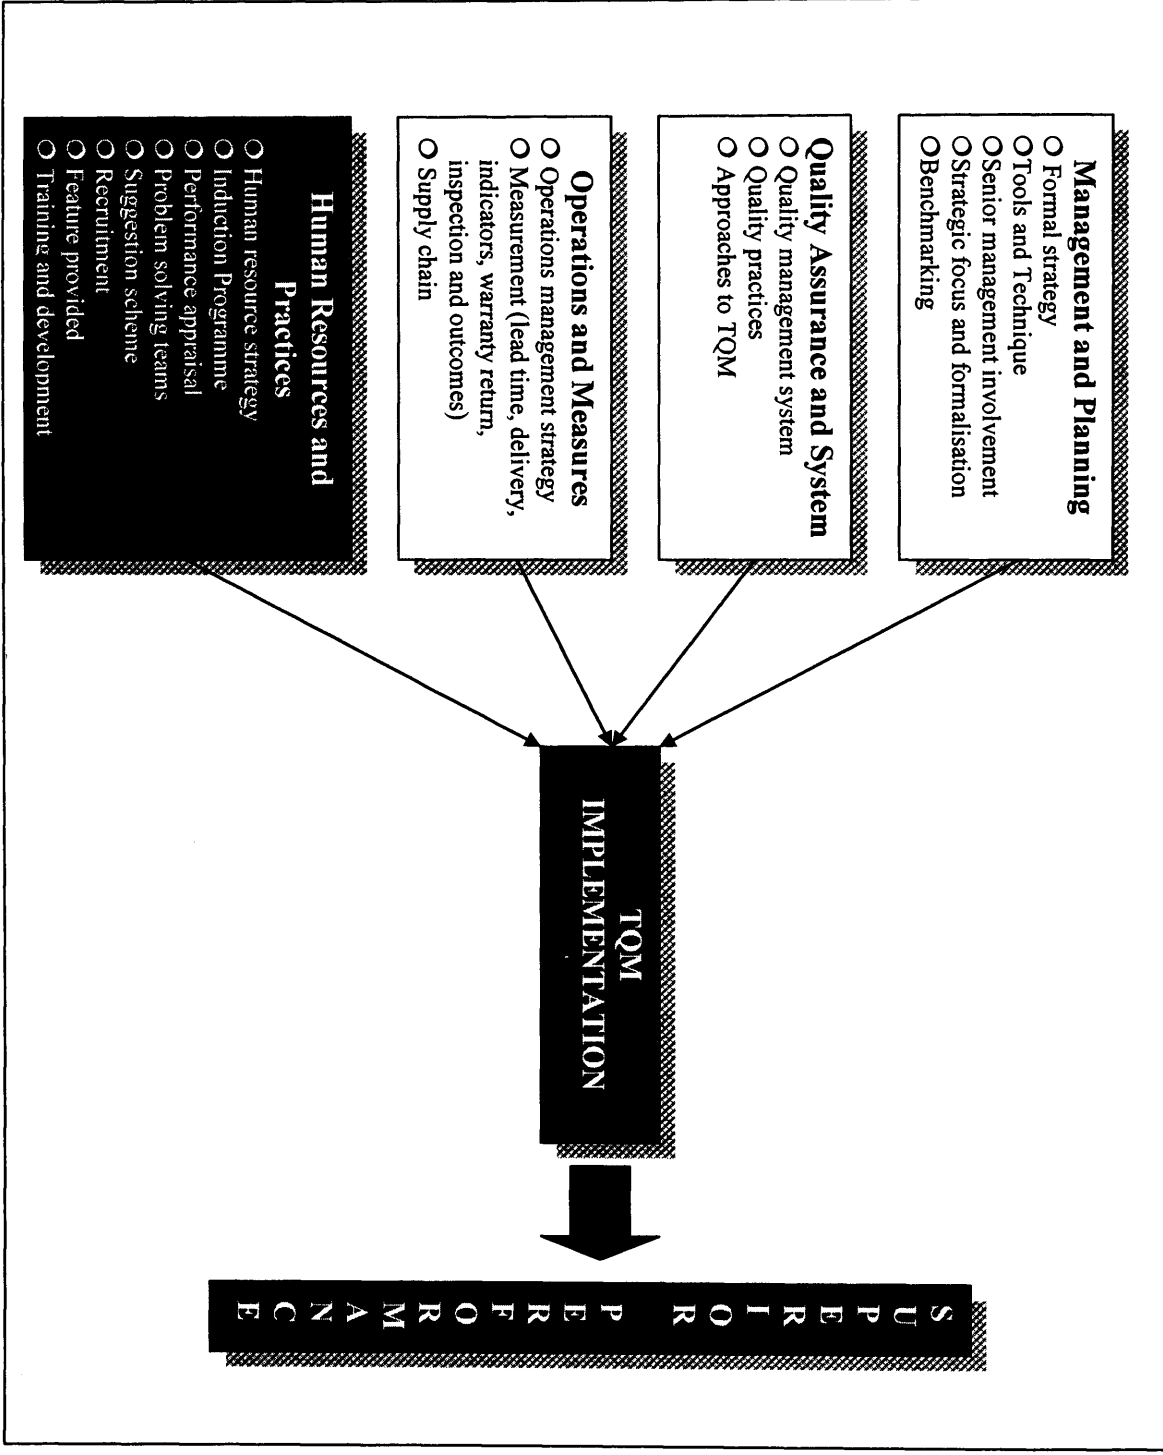 Management and Planning
Formal strategy
Tools and Technique
Senior management involvement
Strategic focus and formalisation
Benchmarking
Quality Assurance and System
Quality management system
Quality practices
Approaches to TQM
Operations and Measures
Operations management strategy
Measurement (lead time, delivery,
indicators, warranty return,
inspection and outcomes)
Supply chain
Human Resources and
Practices
Human resource strategy
Induction Programme
Performance appraisal
Problem solving teams
Suggestion scheme
Recruitment
Feature provided
Training and development
TQM
IMPLEMENTATION
SUPERIOR PERFORMANCE